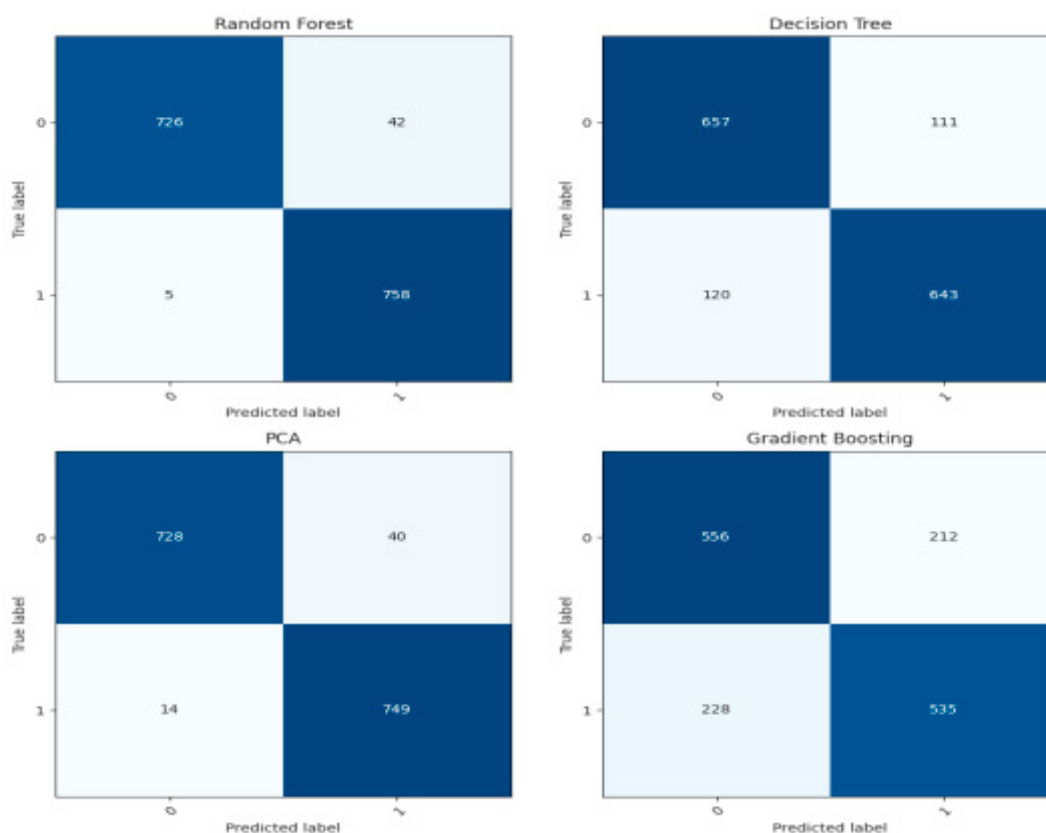 Random Forest
0
726
42
True label
1
5
758
0
1
Predicted label
Decision Tree
0
657
111
True label
1
120
643
0
1
Predicted label
PCA
0
728
40
True label
1
14
749
0
1
Predicted label
Gradient Boosting
0
556
212
True label
1
228
535
0
1
Predicted label